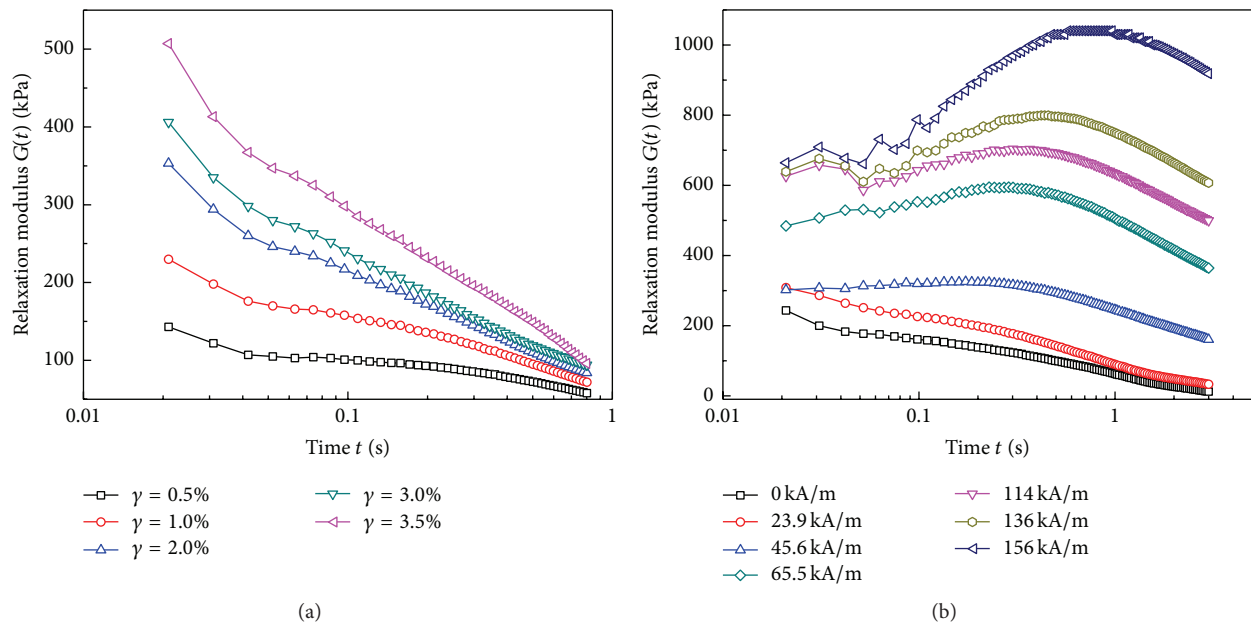 500
400
300
200
100
Relaxation modulus G(t) (kPa)
0.01
0.1
1
Time t (s)
γ = 0.5%
γ = 1.0%
γ = 2.0%
γ = 3.0%
γ = 3.5%
(a)
1000
800
600
400
200
0
Relaxation modulus G(t) (kPa)
0.01
0.1
1
Time t (s)
0 kA/m
23.9 kA/m
45.6 kA/m
65.5 kA/m
114 kA/m
136 kA/m
156 kA/m
(b)